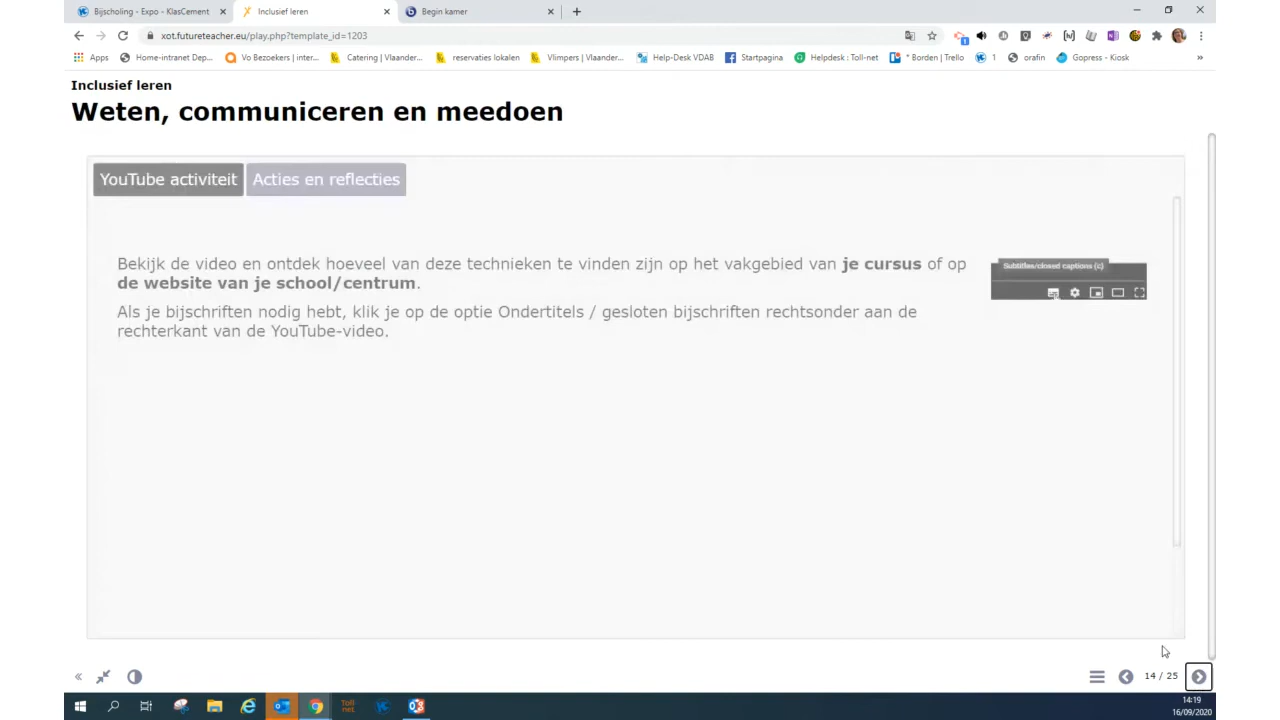 Bijscholing - Expo - KlasCement
Inclusief leren
Begin kamer
xot.futureteacher.eu/play.php?template_id=1203
Apps
Home-intranet Dep...
Vo Bezoekers | inter...
Catering | Vlaander...
reservaties lokalen
Vlimpers | Vlaander...
Help-Desk VDAB
Startpagina
Helpdesk : Toll-net
* Borden | Trello
1
orafin
Gopress - Kiosk
»
Inclusief leren
Weten, communiceren en meedoen
YouTube activiteit
Acties en reflecties
Bekijk de video en ontdek hoeveel van deze technieken te vinden zijn op het vakgebied van je cursus of op
de website van je school/centrum.
Als je bijschriften nodig hebt, klik je op de optie Ondertitels / gesloten bijschriften rechtsonder aan de
rechterkant van de YouTube-video.
Subtitles/closed captions (c)
«
14 / 25
Toll
net
14:19
16/09/2020